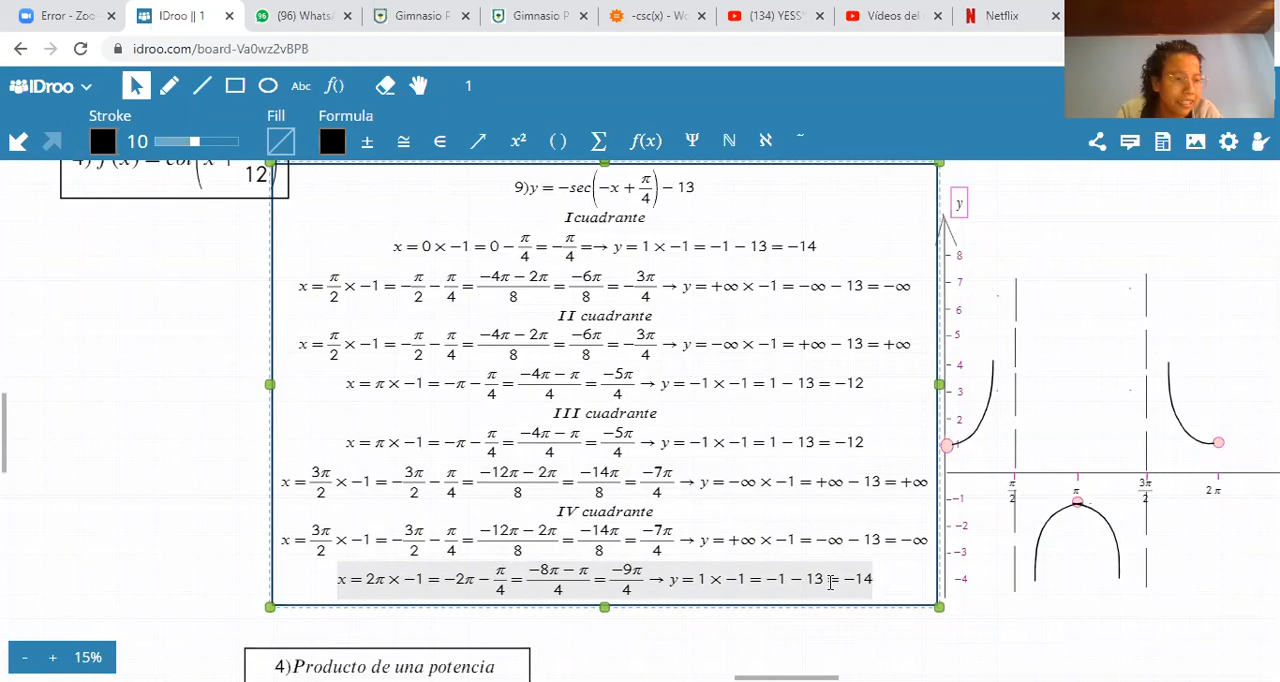 Error - Zoo
IDroo || 1
(96) Whats
Gimnasio
Gimnasio P
-csc(x) - Wo
(134) YESS
Vídeos del
Netflix
idroo.com/board-Va0wz2vBPB
IDroo
Abc
f()
1
Stroke
Fill
Formula
10
± ≅ ∈ x² ( ) ∑ f(x) Ψ ℕ ℵ ~
12
9)y = −sec(−x + π/4) − 13
I cuadrante
x = 0 × −1 = 0 − π/4 = −π/4 =→ y = 1 × −1 = −1 − 13 = −14
x = π/2 × −1 = −π/2 − π/4 = −4π − 2π/8 = −6π/8 = −3π/4 → y = +∞ × −1 = −∞ − 13 = −∞
II cuadrante
x = π/2 × −1 = −π/2 − π/4 = −4π − 2π/8 = −6π/8 = −3π/4 → y = −∞ × −1 = +∞ − 13 = +∞
x = π × −1 = −π − π/4 = −4π − π/4 = −5π/4 → y = −1 × −1 = 1 − 13 = −12
III cuadrante
x = π × −1 = −π − π/4 = −4π − π/4 = −5π/4 → y = −1 × −1 = 1 − 13 = −12
x = 3π/2 × −1 = −3π/2 − π/4 = −12π − 2π/8 = −14π/8 = −7π/4 → y = −∞ × −1 = +∞ − 13 = +∞
IV cuadrante
x = 3π/2 × −1 = −3π/2 − π/4 = −12π − 2π/8 = −14π/8 = −7π/4 → y = +∞ × −1 = −∞ − 13 = −∞
x = 2π × −1 = −2π − π/4 = −8π − π/4 = −9π/4 → y = 1 × −1 = −1 − 13 = −14
y
8
7
6
5
4
3
2
1
π/2
π
3π/2
2π
−1
−2
−3
−4
- + 15%
4)Producto de una potencia